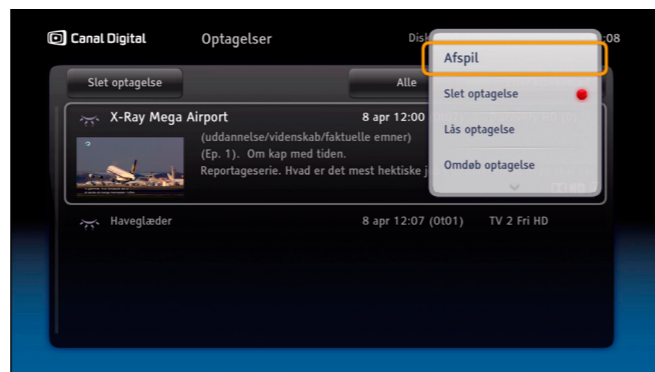 Canal Digital
Optagelser
Disk
:08
Afspil
Slet optagelse
Alle
Slet optagelse
X-Ray Mega Airport
8 apr 12:00
Lås optagelse
(uddannelse/videnskab/faktuelle emner)
(Ep. 1). Om kap med tiden.
Omdøb optagelse
Reportageserie. Hvad er det mest hektiske j
Haveglæder
8 apr 12:07 (0t01)
TV 2 Fri HD